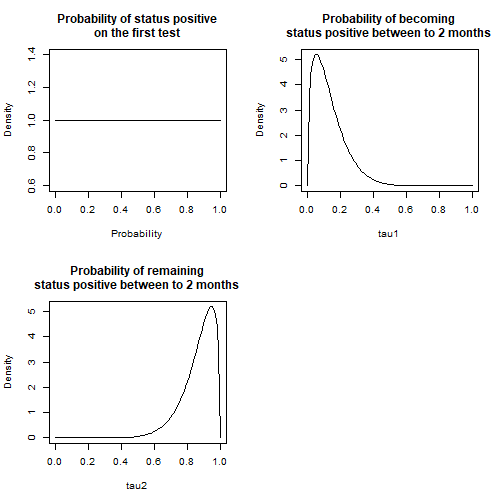 Probability of status positive
on the first test
Density
1.4
1.2
1.0
0.8
0.6
0.0 0.2 0.4 0.6 0.8 1.0
Probability
Probability of becoming
status positive between to 2 months
Density
5
4
3
2
1
0
0.0 0.2 0.4 0.6 0.8 1.0
tau1
Probability of remaining
status positive between to 2 months
Density
5
4
3
2
1
0
0.0 0.2 0.4 0.6 0.8 1.0
tau2